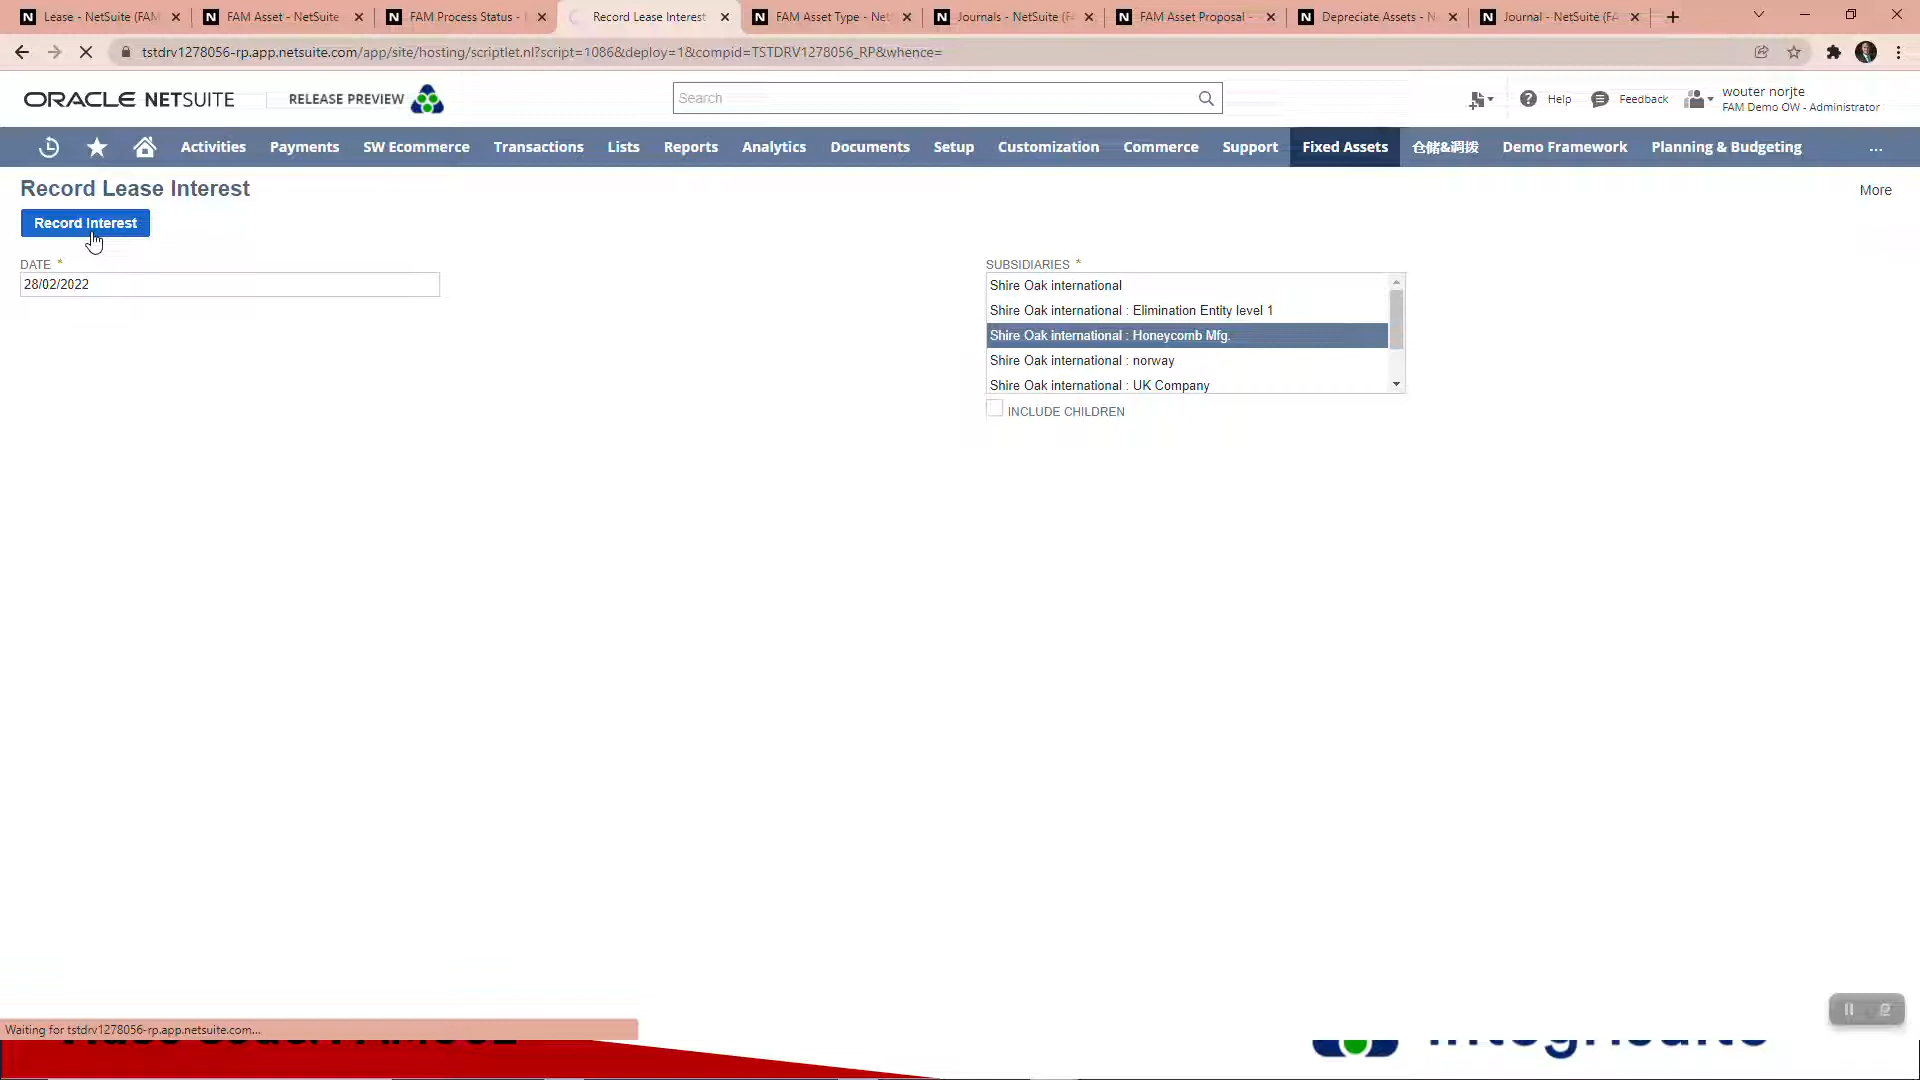 Lease - NetSuite (FAM
FAM Asset - NetSuite
FAM Process Status -
Record Lease Interest
FAM Asset Type - Net
Journals - NetSuite (F
FAM Asset Proposal -
Depreciate Assets - N
Journal - NetSuite (FA
tstdrv1278056-rp.app.netsuite.com/app/site/hosting/scriptlet.nl?script=1086&deploy=1&compid=TSTDRV1278056_RP&whence=
ORACLE NETSUITE
RELEASE PREVIEW
Search
Help
Feedback
wouter norjte
FAM Demo OW - Administrator
Activities
Payments
SW Ecommerce
Transactions
Lists
Reports
Analytics
Documents
Setup
Customization
Commerce
Support
Fixed Assets
仓储&调拨
Demo Framework
Planning & Budgeting
...
Record Lease Interest
More
Record Interest
DATE *
28/02/2022
SUBSIDIARIES *
Shire Oak international
Shire Oak international : Elimination Entity level 1
Shire Oak international : Honeycomb Mfg.
Shire Oak international : norway
Shire Oak international : UK Company
INCLUDE CHILDREN
Waiting for tstdrv1278056-rp.app.netsuite.com...